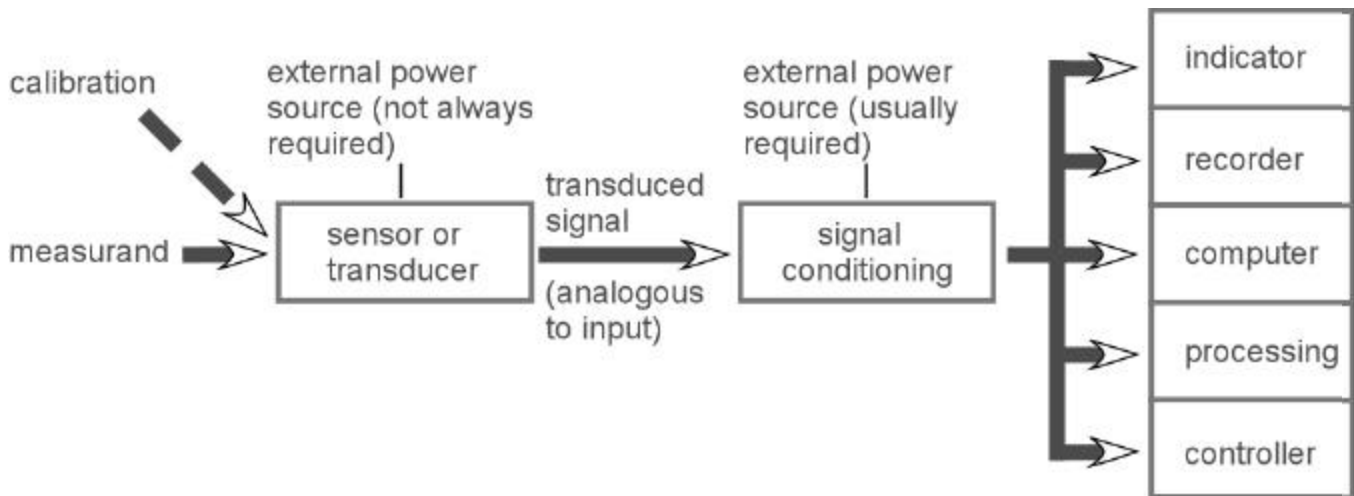 calibration
measurand
external power
source (not always
required)
sensor or
transducer
transduced
signal
(analogous
to input)
external power
source (usually
required)
signal
conditioning
indicator
recorder
computer
processing
controller